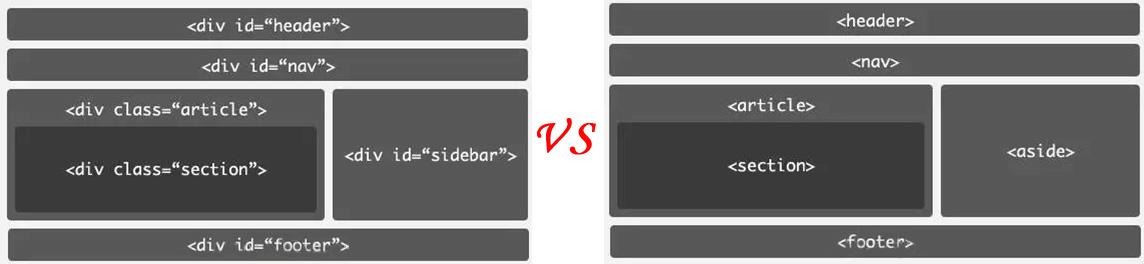 <div id=“header”>
<div id=“nav”>
<div class=“article”>
<div class=“section”>
<div id=“sidebar”>
<div id=“footer”>
VS
<header>
<nav>
<article>
<section>
<aside>
<footer>